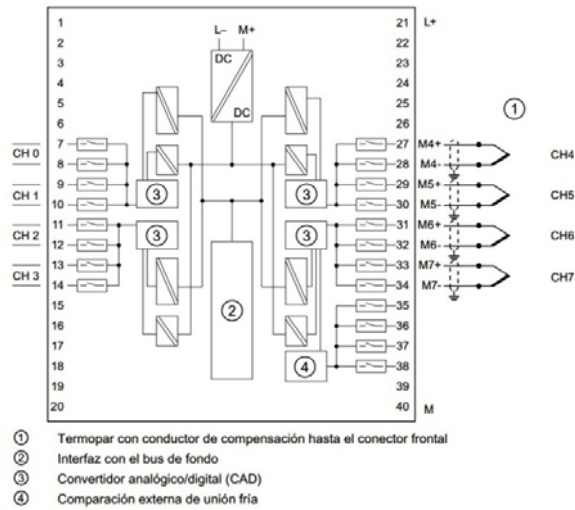 1 21 L+
2 L– M+ 22
3 DC 23
4 24
5 25
6 DC 26 ①
7 27 M4+
CH 0 CH4
8 28 M4-
9 29 M5+
CH 1 ③ ③ CH5
10 30 M5-
11 31 M6+
CH 2 ③ ③ CH6
12 32 M6-
13 33 M7+
CH 3 CH7
14 34 M7-
15 ② 35
16 36
17 37
18 ④ 38
19 39
20 40 M
① Termopar con conductor de compensación hasta el conector frontal
② Interfaz con el bus de fondo
③ Convertidor analógico/digital (CAD)
④ Comparación externa de unión fría